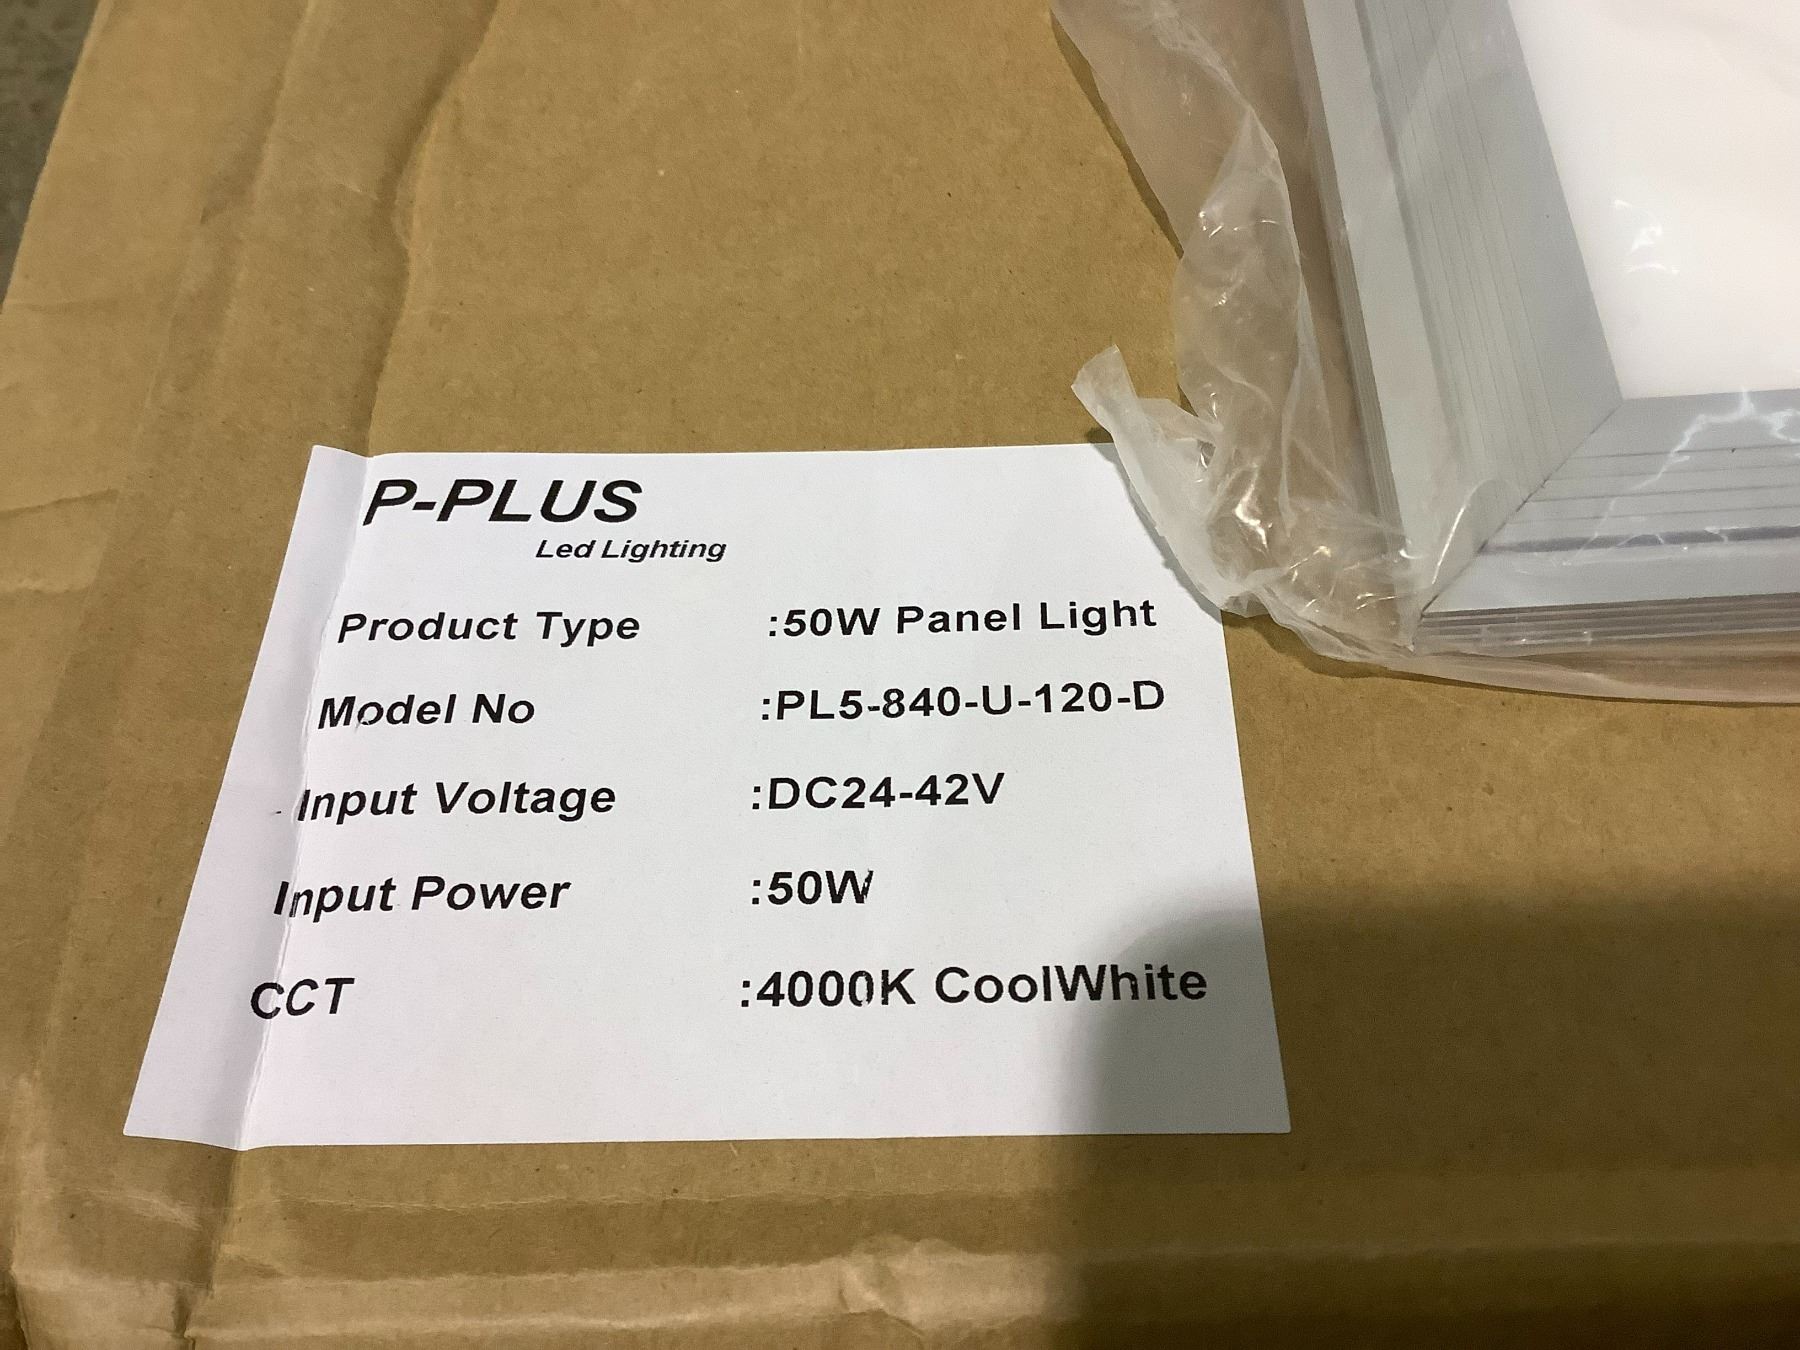 P-PLUS
Led Lighting
Product Type :50W Panel Light
Model No :PL5-840-U-120-D
Input Voltage :DC24-42V
Input Power :50W
CCT :4000K CoolWhite